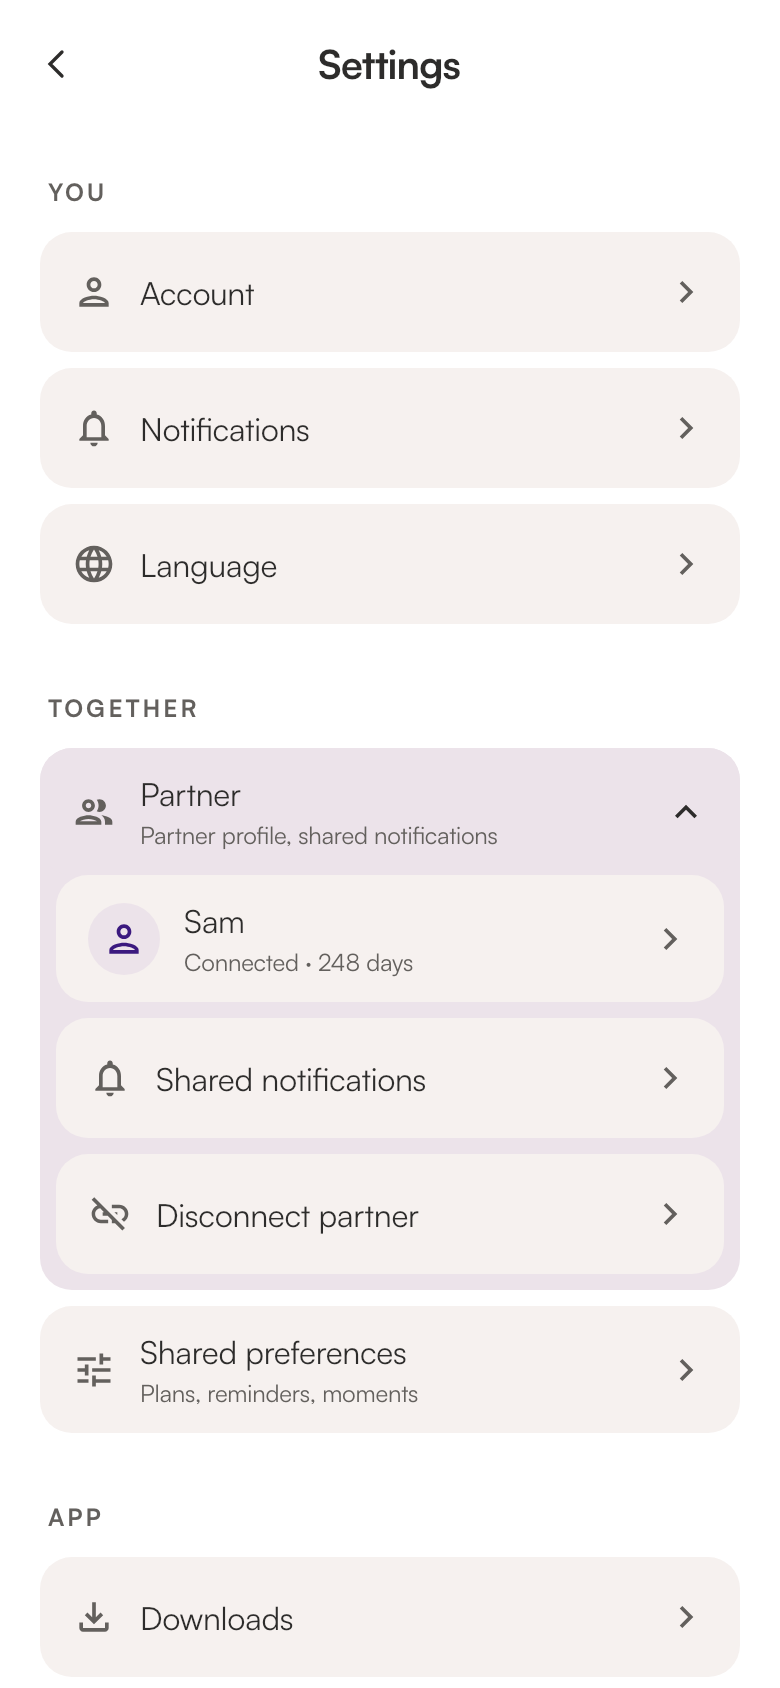 Settings
YOU
Account
Notifications
Language
TOGETHER
Partner
Partner profile, shared notifications
Sam
Connected · 248 days
Shared notifications
Disconnect partner
Shared preferences
Plans, reminders, moments
APP
Downloads